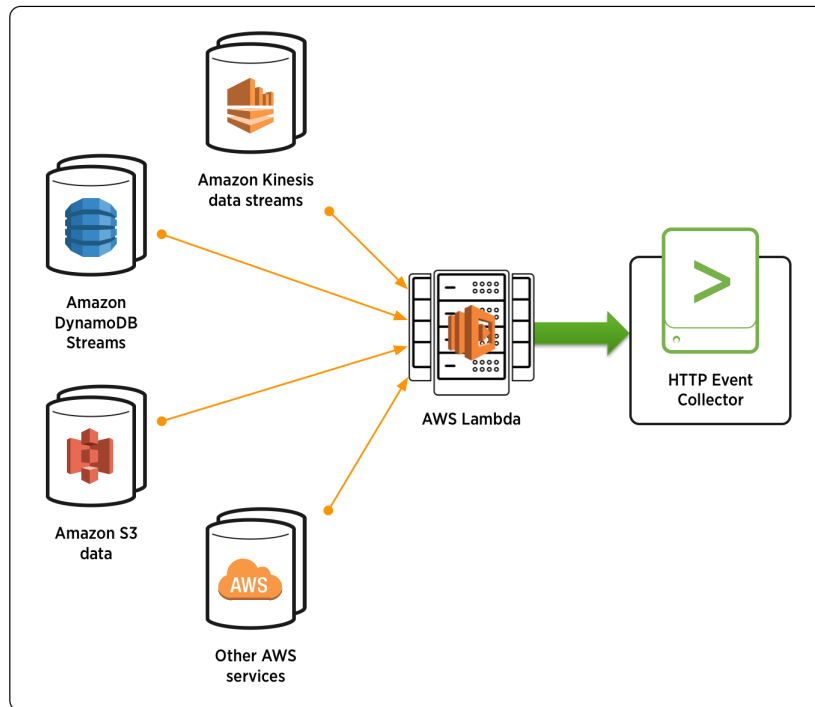 Amazon Kinesis
data streams
Amazon
DynamoDB
Streams
Amazon S3
data
AWS
Other AWS
services
AWS Lambda
>
HTTP Event
Collector